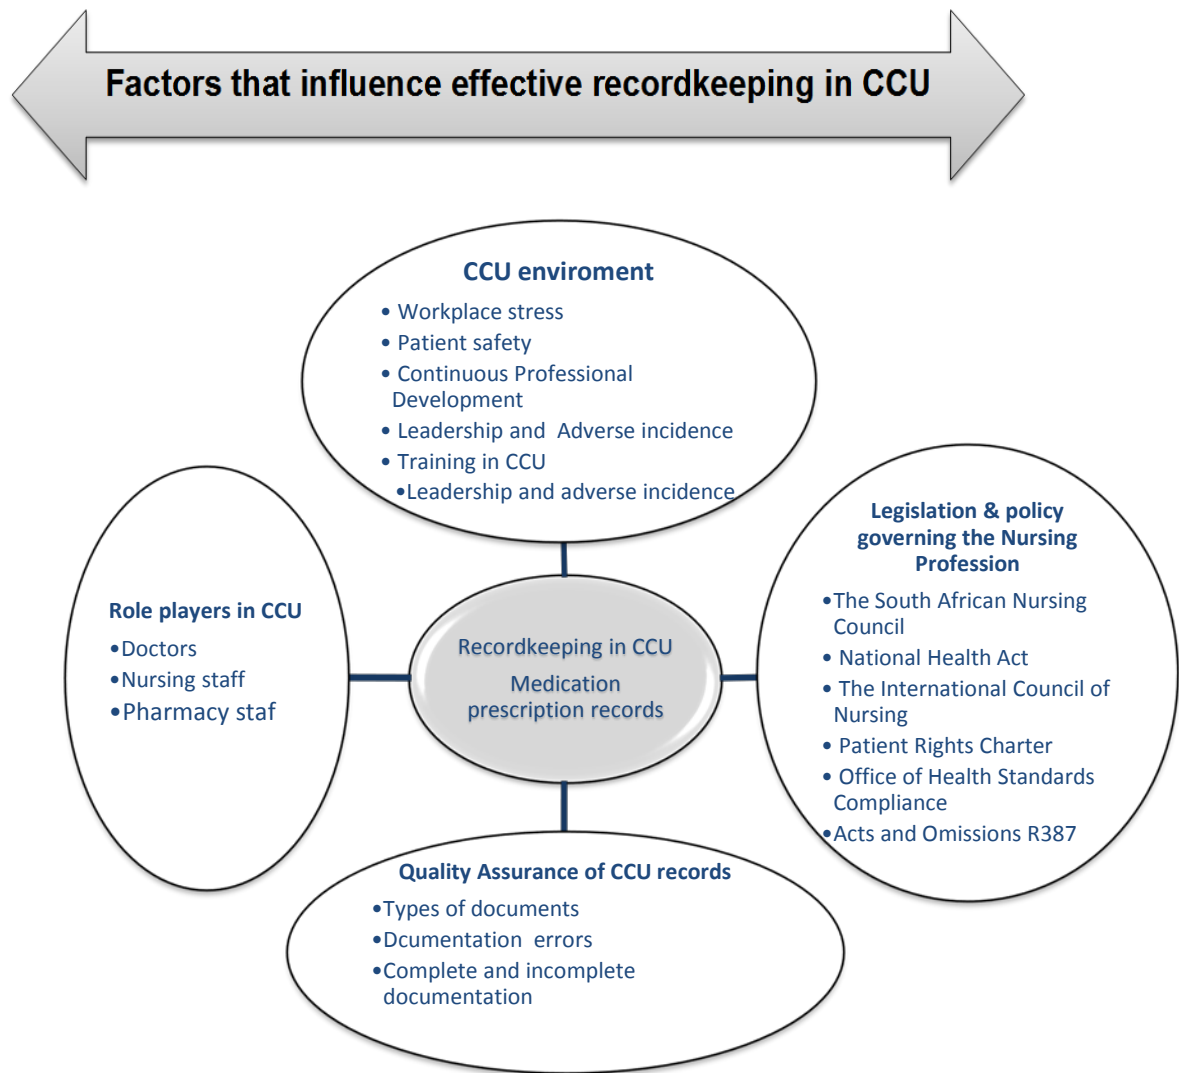 Factors that influence effective recordkeeping in CCU
CCU enviroment
• Workplace stress
• Patient safety
• Continuous Professional
Development
• Leadership and Adverse incidence
• Training in CCU
•Leadership and adverse incidence
Role players in CCU
•Doctors
•Nursing staff
•Pharmacy staf
Recordkeeping in CCU
Medication
prescription records
Legislation & policy
governing the Nursing
Profession
•The South African Nursing
Council
• National Health Act
• The International Council of
Nursing
• Patient Rights Charter
• Office of Health Standards
Compliance
•Acts and Omissions R387
Quality Assurance of CCU records
•Types of documents
•Dcumentation errors
•Complete and incomplete
documentation